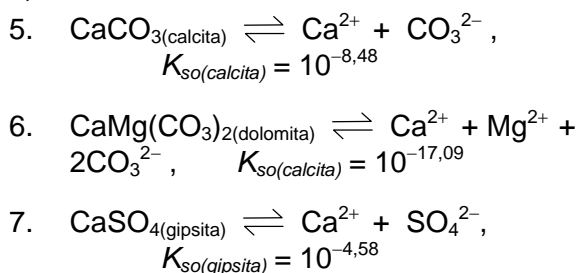 5. CaCO₃₍calcita₎ ⇌ Ca²⁺ + CO₃²⁻ ,
Kso(calcita) = 10⁻⁸,⁴⁸
6. CaMg(CO₃)₂₍dolomita₎ ⇌ Ca²⁺ + Mg²⁺ +
2CO₃²⁻ , Kso(calcita) = 10⁻¹⁷,⁰⁹
7. CaSO₄₍gipsita₎ ⇌ Ca²⁺ + SO₄²⁻,
Kso(gipsita) = 10⁻⁴,⁵⁸